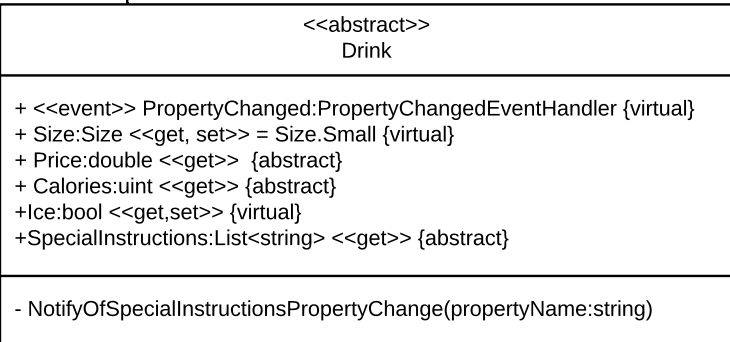 <<abstract>>
Drink
+ <<event>> PropertyChanged:PropertyChangedEventHandler {virtual}
+ Size:Size <<get, set>> = Size.Small {virtual}
+ Price:double <<get>>  {abstract}
+ Calories:uint <<get>> {abstract}
+Ice:bool <<get,set>> {virtual}
+SpecialInstructions:List<string> <<get>> {abstract}
- NotifyOfSpecialInstructionsPropertyChange(propertyName:string)